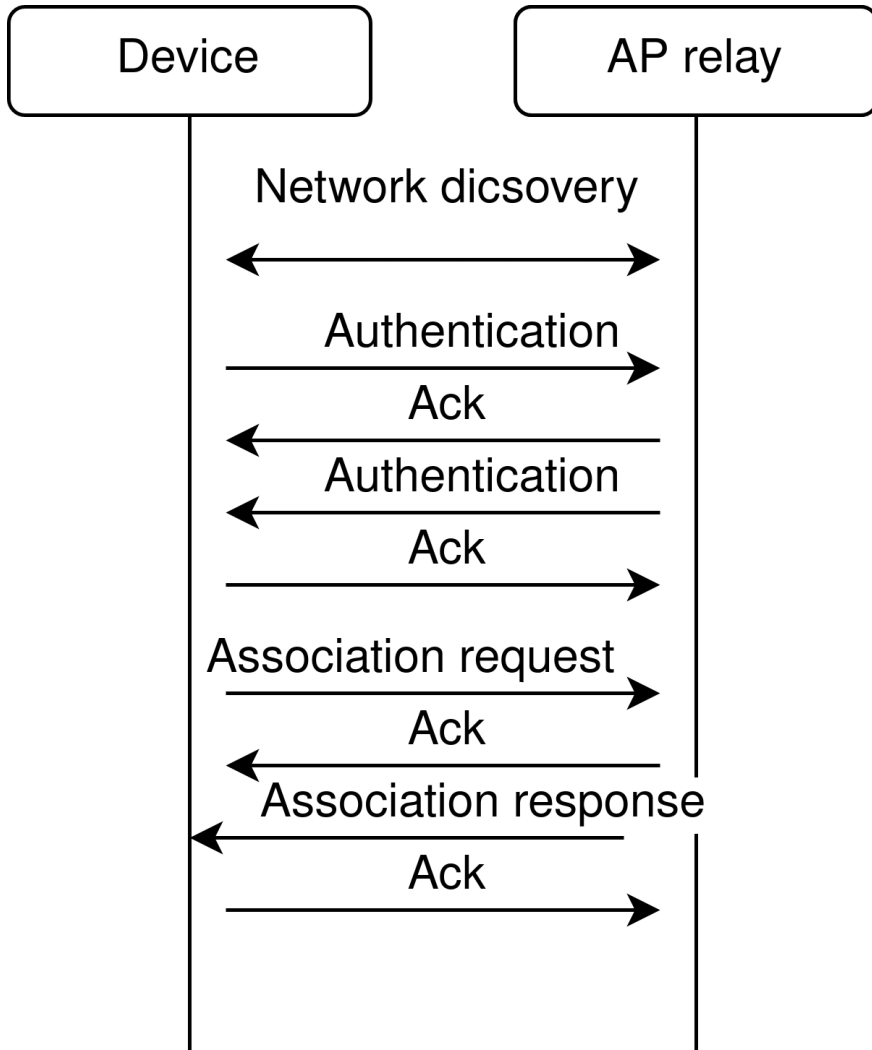 Device
AP relay
Network dicsovery
Authentication
Ack
Authentication
Ack
Association request
Ack
Association response
Ack